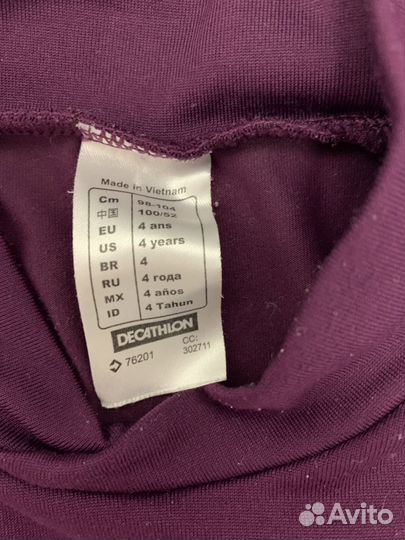 Made in Vietnam
Cm 98-104
中国 100/52
EU 4 ans
US 4 years
BR 4
RU 4 года
MX 4 años
ID 4 Tahun
DECATHLON
76201 CC: 302711
Avito